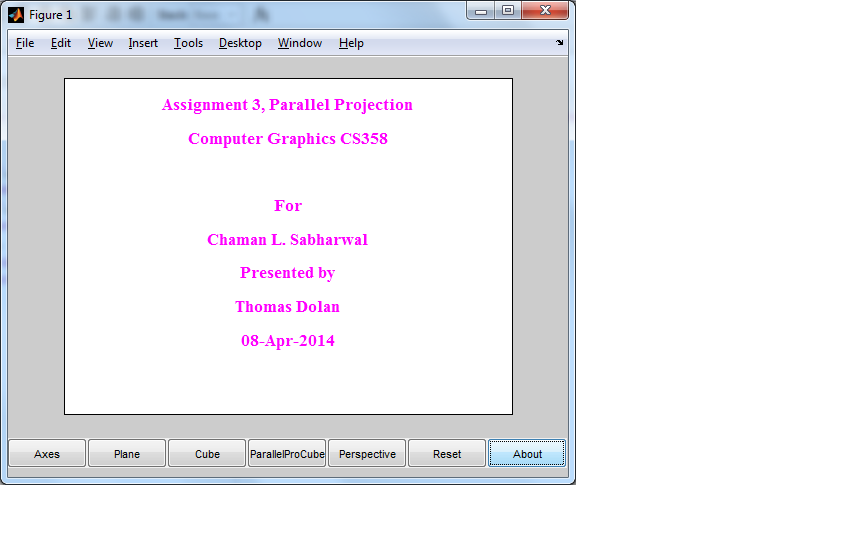 Figure 1
File Edit View Insert Tools Desktop Window Help
Assignment 3, Parallel Projection
Computer Graphics CS358
For
Chaman L. Sabharwal
Presented by
Thomas Dolan
08-Apr-2014
Axes Plane Cube ParallelProCube Perspective Reset About